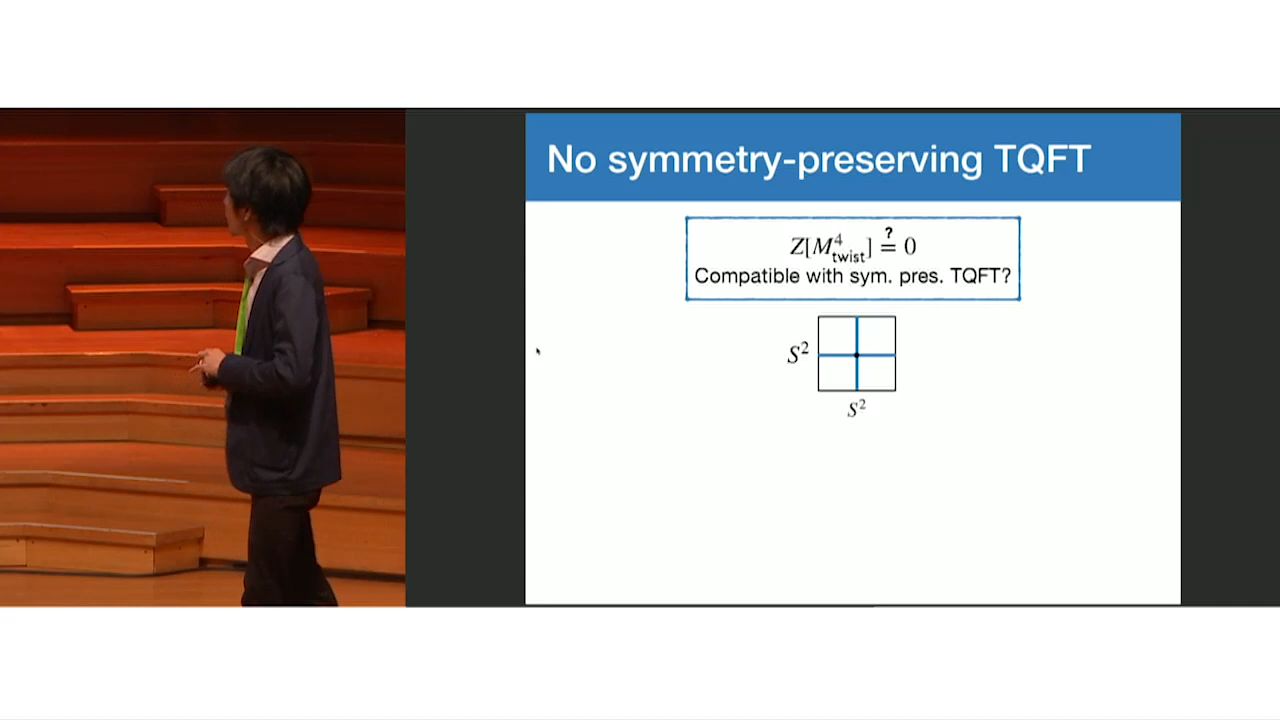 No symmetry-preserving TQFT
Z[M⁴_twist] ≟ 0
Compatible with sym. pres. TQFT?
S²
S²